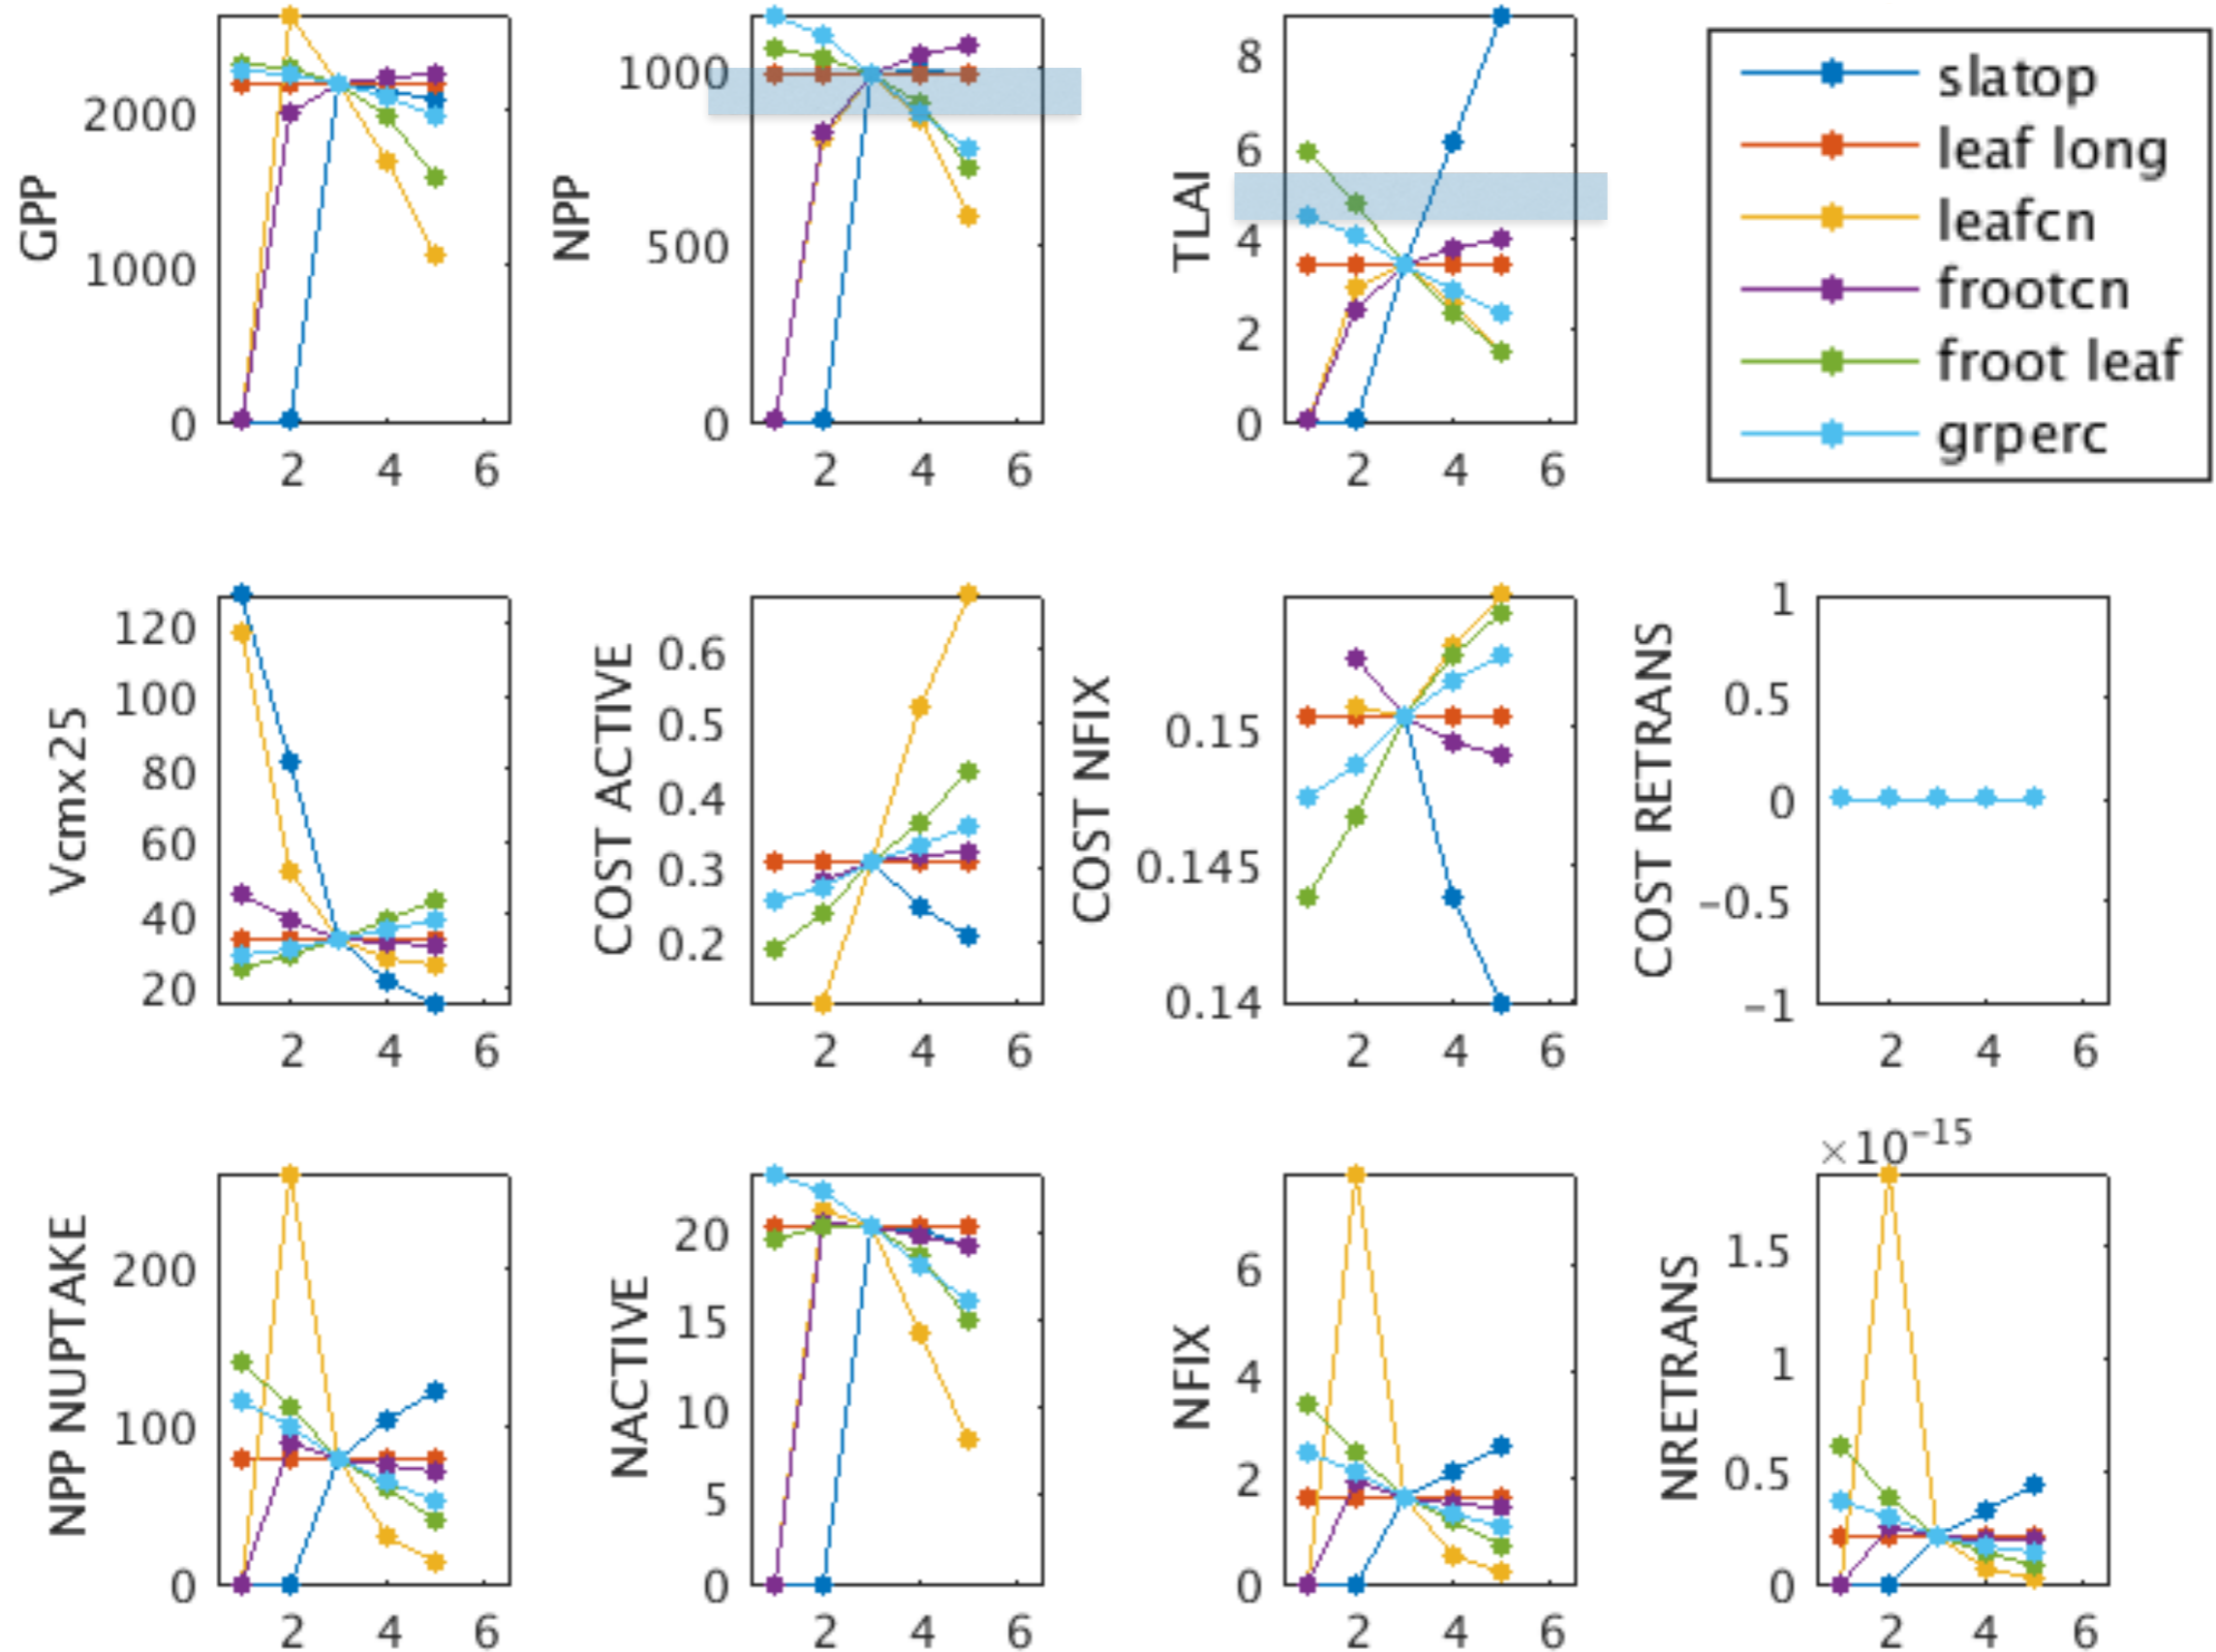 GPP
2000
1000
0
2 4 6
NPP
1000
500
0
2 4 6
TLAI
8
6
4
2
0
2 4 6
slatop
leaf long
leafcn
frootcn
froot leaf
grperc
Vcmx25
120
100
80
60
40
20
2 4 6
COST ACTIVE
0.6
0.5
0.4
0.3
0.2
2 4 6
COST NFIX
0.15
0.145
0.14
2 4 6
COST RETRANS
1
0.5
0
-0.5
-1
2 4 6
NPP NUPTAKE
200
100
0
2 4 6
NACTIVE
20
15
10
5
0
2 4 6
NFIX
6
4
2
0
2 4 6
NRETRANS
×10⁻¹⁵
1.5
1
0.5
0
2 4 6